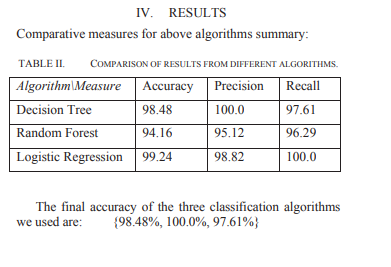 IV. RESULTS
Comparative measures for above algorithms summary:
TABLE II. COMPARISON OF RESULTS FROM DIFFERENT ALGORITHMS.
Algorithm\Measure Accuracy Precision Recall
Decision Tree 98.48 100.0 97.61
Random Forest 94.16 95.12 96.29
Logistic Regression 99.24 98.82 100.0
The final accuracy of the three classification algorithms
we used are: {98.48%, 100.0%, 97.61%}